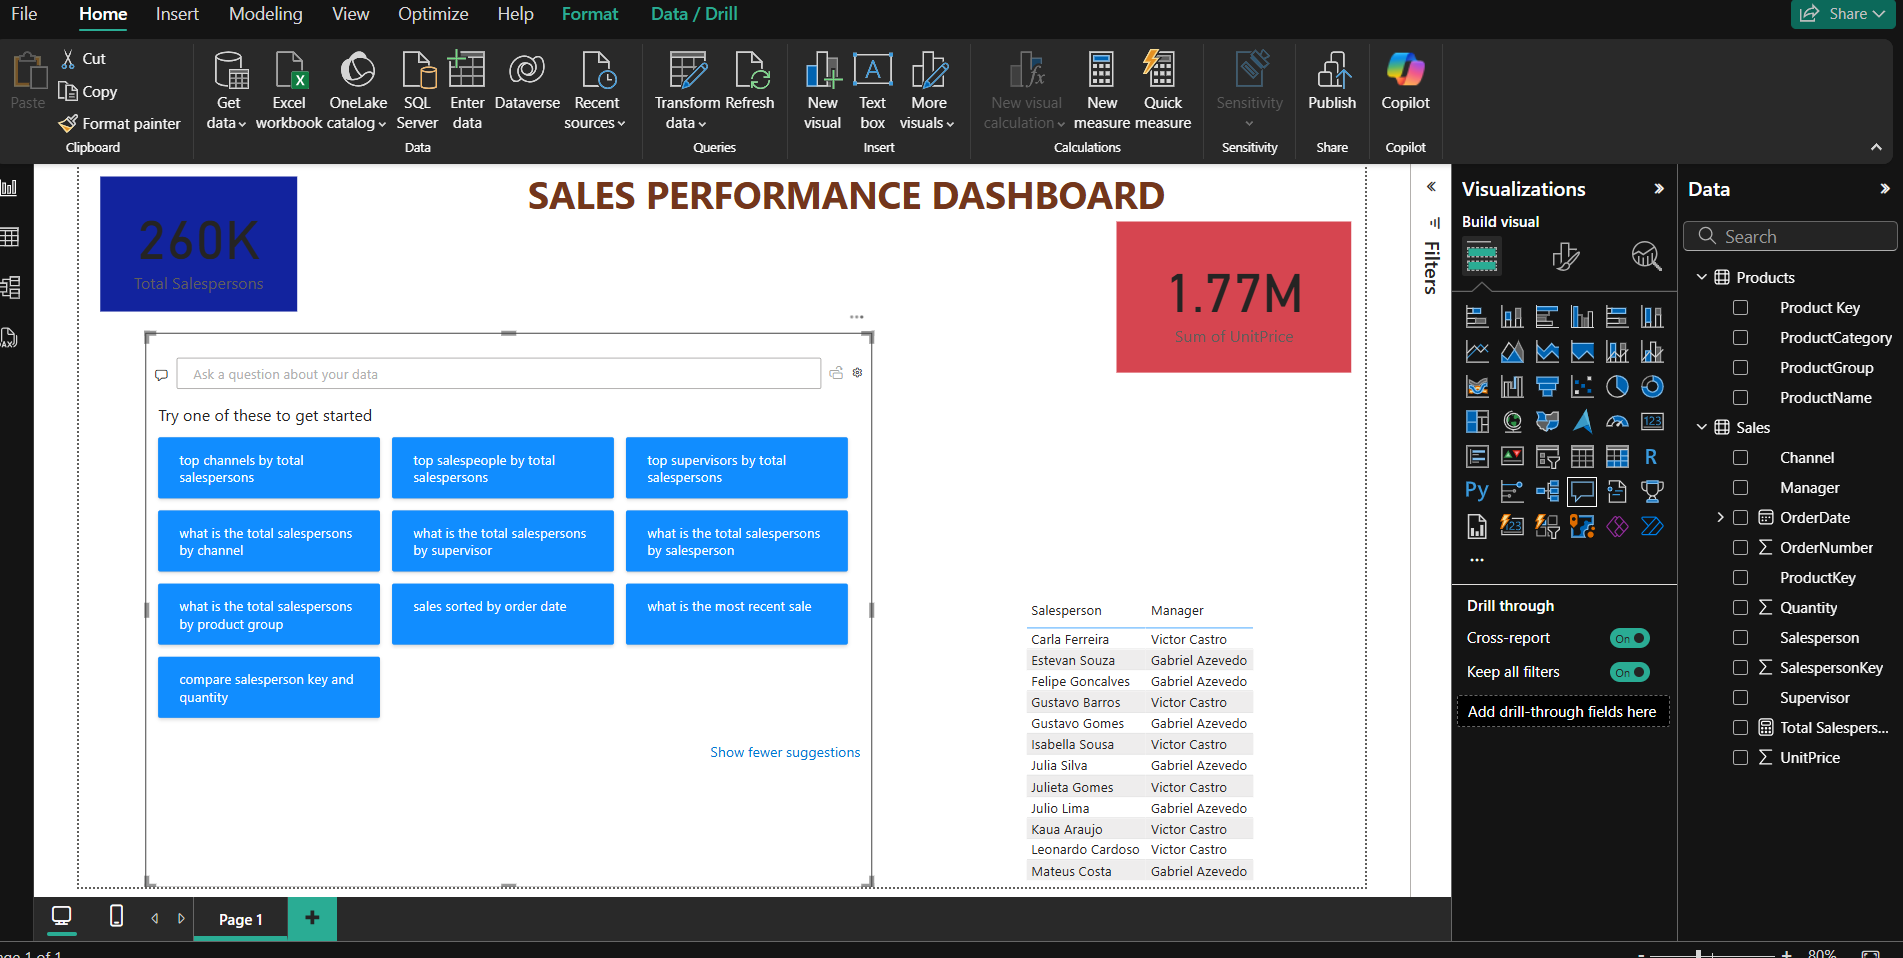 File Home Insert Modeling View Optimize Help Format Data / Drill Share
Paste
Cut
Copy
Format painter
Clipboard
Get data
Excel workbook
OneLake catalog
SQL Server
Enter data
Dataverse
Recent sources
Data
Transform data
Refresh
Queries
New visual
Text box
More visuals
Insert
New visual calculation
New measure
Quick measure
Calculations
Sensitivity
Sensitivity
Publish
Share
Copilot
Copilot
260K
Total Salespersons
SALES PERFORMANCE DASHBOARD
1.77M
Sum of UnitPrice
Ask a question about your data
Try one of these to get started
top channels by total
salespersons
top salespeople by total
salespersons
top supervisors by total
salespersons
what is the total salespersons
by channel
what is the total salespersons
by supervisor
what is the total salespersons
by salesperson
what is the total salespersons
by product group
sales sorted by order date
what is the most recent sale
compare salesperson key and
quantity
Show fewer suggestions
Salesperson Manager
Carla Ferreira Victor Castro
Estevan Souza Gabriel Azevedo
Felipe Goncalves Gabriel Azevedo
Gustavo Barros Victor Castro
Gustavo Gomes Gabriel Azevedo
Isabella Sousa Victor Castro
Julia Silva Gabriel Azevedo
Julieta Gomes Victor Castro
Julio Lima Gabriel Azevedo
Kaua Araujo Victor Castro
Leonardo Cardoso Victor Castro
Mateus Costa Gabriel Azevedo
Filters
Visualizations
Build visual
123
R
Py
123
Drill through
Cross-report On
Keep all filters On
Add drill-through fields here
Data
Search
Products
Product Key
ProductCategory
ProductGroup
ProductName
Sales
Channel
Manager
OrderDate
OrderNumber
ProductKey
Quantity
Salesperson
SalespersonKey
Supervisor
Total Salespers...
UnitPrice
Page 1
+
1 of 1
- + 80%